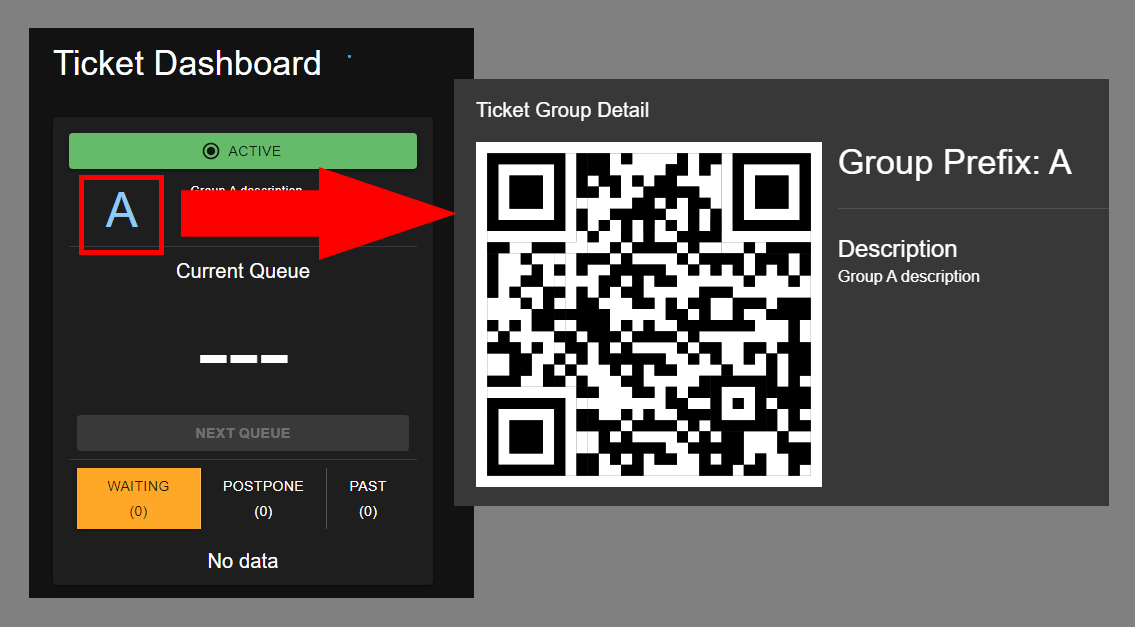 Ticket Dashboard
ACTIVE
A
Group A description
Current Queue
---
NEXT QUEUE
WAITING
(0)
POSTPONE
(0)
PAST
(0)
No data
Ticket Group Detail
Group Prefix: A
Description
Group A description